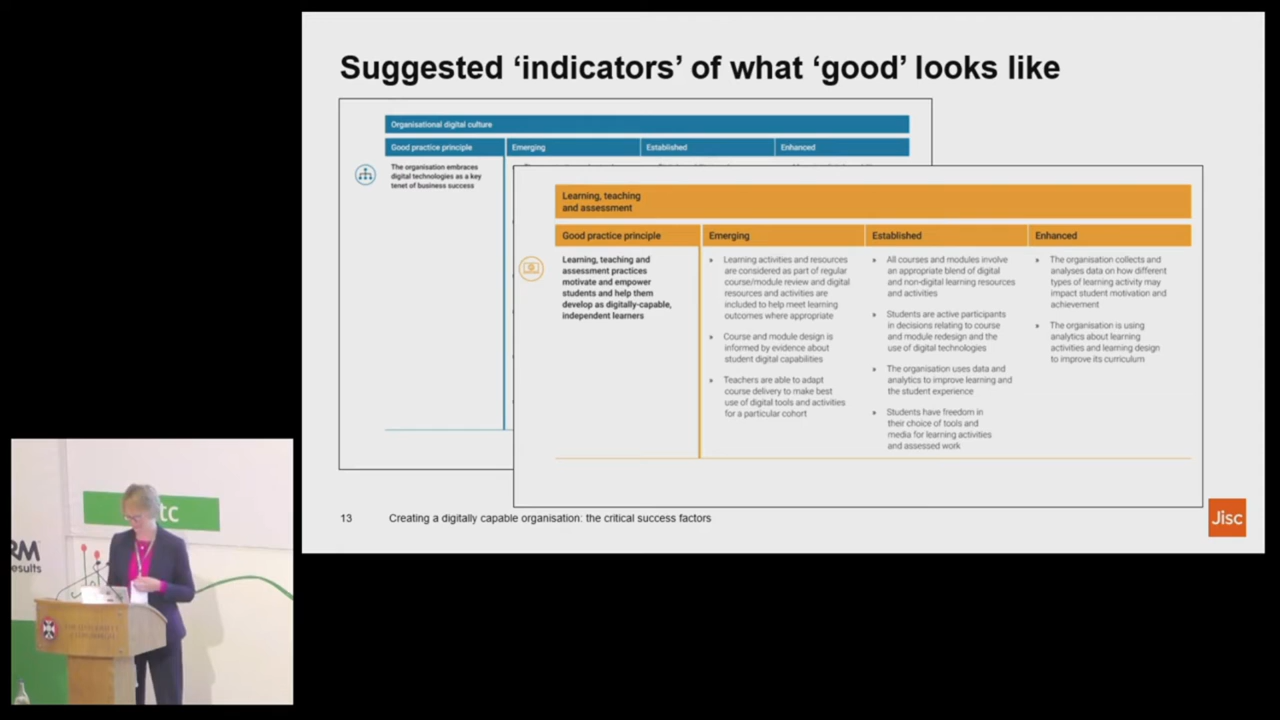 Suggested ‘indicators’ of what ‘good’ looks like
Organisational digital culture
Good practice principle
Emerging
Established
Enhanced
The organisation embraces
digital technologies as a key
tenet of business success
Learning, teaching
and assessment
Good practice principle
Emerging
Established
Enhanced
Learning, teaching and
assessment practices
motivate and empower
students and help them
develop as digitally-capable,
independent learners
» Learning activities and resources
are considered as part of regular
course/module review and digital
resources and activities are
included to help meet learning
outcomes where appropriate
» Course and module design is
informed by evidence about
student digital capabilities
» Teachers are able to adapt
course delivery to make best
use of digital tools and activities
for a particular cohort
» All courses and modules involve
an appropriate blend of digital
and non-digital learning resources
and activities
» Students are active participants
in decisions relating to course
and module redesign and the
use of digital technologies
» The organisation uses data and
analytics to improve learning and
the student experience
» Students have freedom in
their choice of tools and
media for learning activities
and assessed work
» The organisation collects and
analyses data on how different
types of learning activity may
impact student motivation and
achievement
» The organisation is using
analytics about learning
activities and learning design
to improve its curriculum
13
Creating a digitally capable organisation: the critical success factors
Jisc
tc
RM
esults